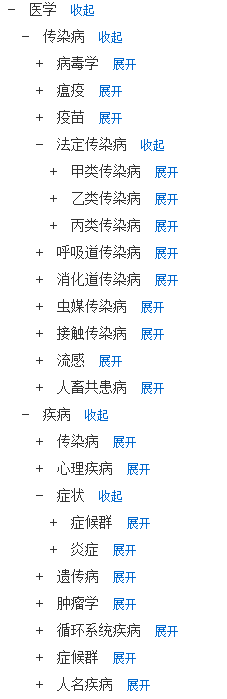 − 医学 收起
− 传染病 收起
+ 病毒学 展开
+ 瘟疫 展开
+ 疫苗 展开
− 法定传染病 收起
+ 甲类传染病 展开
+ 乙类传染病 展开
+ 丙类传染病 展开
+ 呼吸道传染病 展开
+ 消化道传染病 展开
+ 虫媒传染病 展开
+ 接触传染病 展开
+ 流感 展开
+ 人畜共患病 展开
− 疾病 收起
+ 传染病 展开
+ 心理疾病 展开
− 症状 收起
+ 症候群 展开
+ 炎症 展开
+ 遗传病 展开
+ 肿瘤学 展开
+ 循环系统疾病 展开
+ 症候群 展开
+ 人名疾病 展开